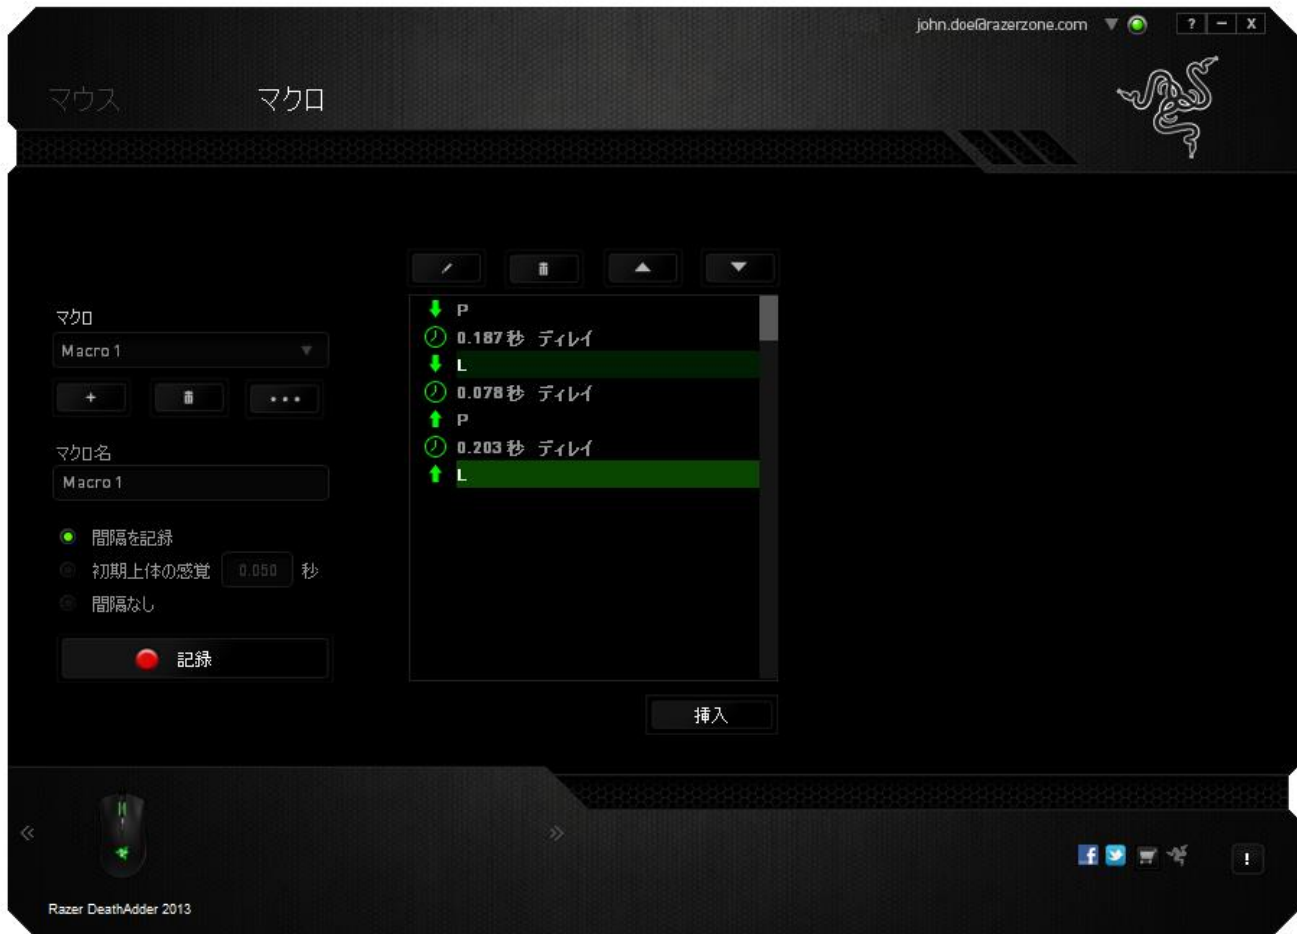 john.doe@razerzone.com
? – X
マウス
マクロ
マクロ
Macro 1
+
...
マクロ名
Macro 1
間隔を記録
初期上体の感覚 0.050 秒
間隔なし
記録
P
0.187 秒 ディレイ
L
0.078 秒 ディレイ
P
0.203 秒 ディレイ
L
挿入
«
»
Razer DeathAdder 2013
f
!